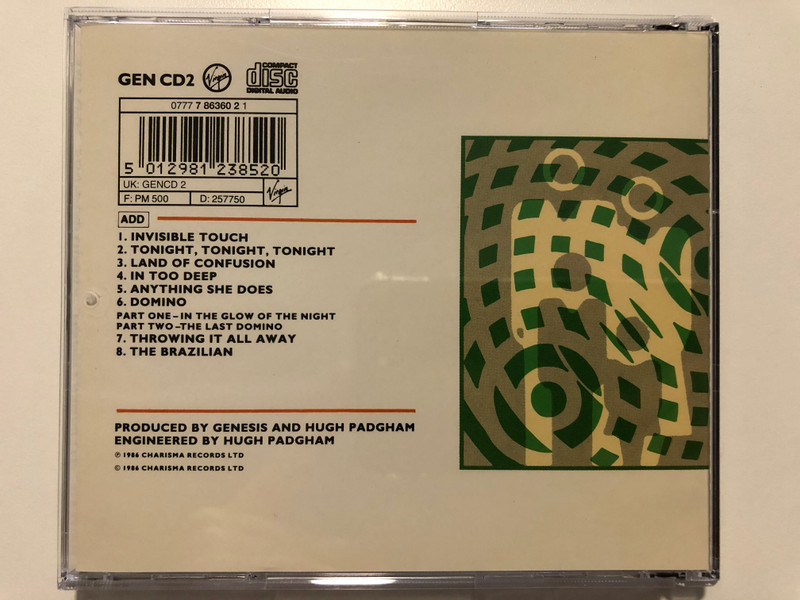 GEN CD2 Virgin COMPACT disc DIGITAL AUDIO
0777 7 86360 2 1
5 012981 238520
UK: GENCD 2
F: PM 500 D: 257750 Virgin
ADD
1. INVISIBLE TOUCH
2. TONIGHT, TONIGHT, TONIGHT
3. LAND OF CONFUSION
4. IN TOO DEEP
5. ANYTHING SHE DOES
6. DOMINO
PART ONE–IN THE GLOW OF THE NIGHT
PART TWO–THE LAST DOMINO
7. THROWING IT ALL AWAY
8. THE BRAZILIAN
PRODUCED BY GENESIS AND HUGH PADGHAM
ENGINEERED BY HUGH PADGHAM
℗ 1986 CHARISMA RECORDS LTD
© 1986 CHARISMA RECORDS LTD